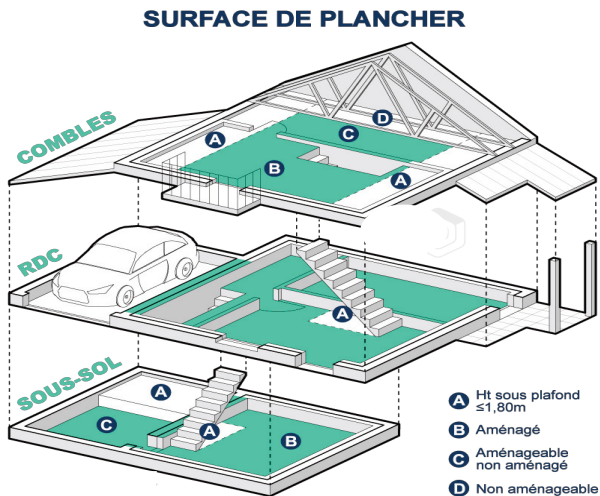 SURFACE DE PLANCHER
COMBLES
A
D
C
B
A
RDC
A
SOUS-SOL
A
C
A
B
A Ht sous plafond
≤1,80m
B Aménagé
C Aménageable
non aménagé
D Non aménageable